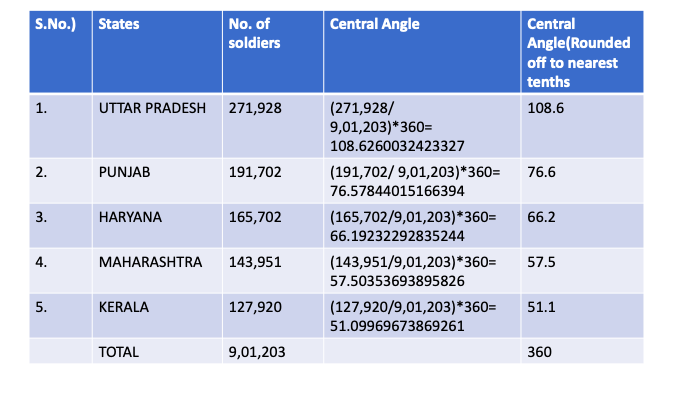 S.No.) States No. of soldiers Central Angle Central Angle(Rounded off to nearest tenths
1. UTTAR PRADESH 271,928 (271,928/ 9,01,203)*360= 108.6260032423327 108.6
2. PUNJAB 191,702 (191,702/ 9,01,203)*360= 76.57844015166394 76.6
3. HARYANA 165,702 (165,702/9,01,203)*360= 66.19232292835244 66.2
4. MAHARASHTRA 143,951 (143,951/9,01,203)*360= 57.50353693895826 57.5
5. KERALA 127,920 (127,920/9,01,203)*360= 51.09969673869261 51.1
TOTAL 9,01,203 360